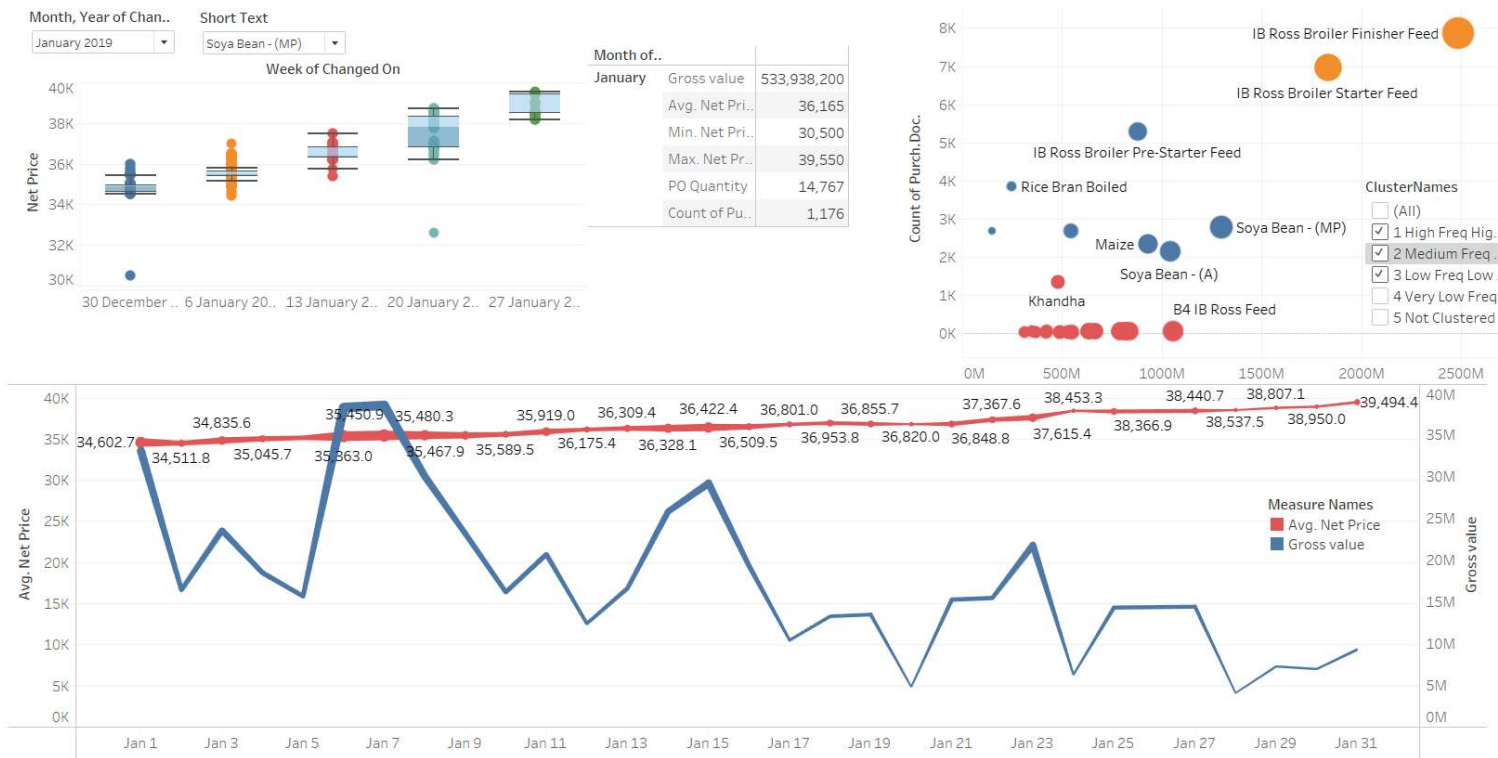 Month, Year of Chan..
Short Text
January 2019
Soya Bean - (MP)
Week of Changed On
Net Price
40K
38K
36K
34K
32K
30K
30 December ..
6 January 20..
13 January 2..
20 January 2..
27 January 2..
Month of..
January
Gross value 533,938,200
Avg. Net Pri.. 36,165
Min. Net Pri.. 30,500
Max. Net Pr.. 39,550
PO Quantity 14,767
Count of Pu.. 1,176
Count of Purch.Doc.
8K
7K
6K
5K
4K
3K
2K
1K
0K
IB Ross Broiler Finisher Feed
IB Ross Broiler Starter Feed
IB Ross Broiler Pre-Starter Feed
Rice Bran Boiled
Soya Bean - (MP)
Maize
Soya Bean - (A)
Khandha
B4 IB Ross Feed
0M
500M
1000M
1500M
2000M
2500M
ClusterNames
(All)
1 High Freq Hig..
2 Medium Freq ..
3 Low Freq Low ..
4 Very Low Freq
5 Not Clustered
Avg. Net Price
40K
35K
30K
25K
20K
15K
10K
5K
0K
34,602.7
34,511.8
34,835.6
35,045.7
35,363.0
35,450.9
35,480.3
35,467.9
35,589.5
35,919.0
36,175.4
36,309.4
36,328.1
36,422.4
36,509.5
36,801.0
36,953.8
36,855.7
36,820.0
36,848.8
37,367.6
37,615.4
38,453.3
38,366.9
38,440.7
38,537.5
38,807.1
38,950.0
39,494.4
Measure Names
Avg. Net Price
Gross value
40M
35M
30M
25M
20M
15M
10M
5M
0M
Gross value
Jan 1
Jan 3
Jan 5
Jan 7
Jan 9
Jan 11
Jan 13
Jan 15
Jan 17
Jan 19
Jan 21
Jan 23
Jan 25
Jan 27
Jan 29
Jan 31